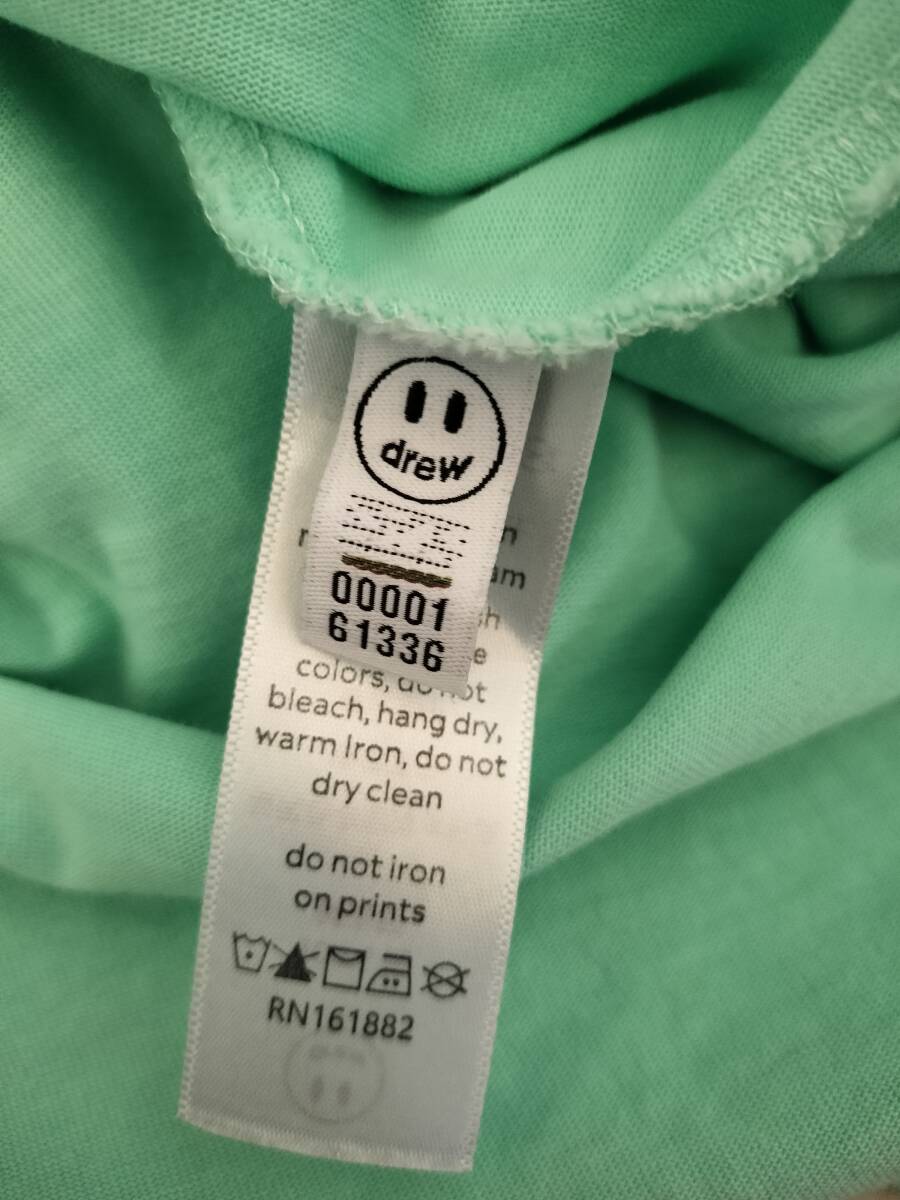 drew
00001
61336
colors, do not
bleach, hang dry,
warm Iron, do not
dry clean
do not iron
on prints
RN161882